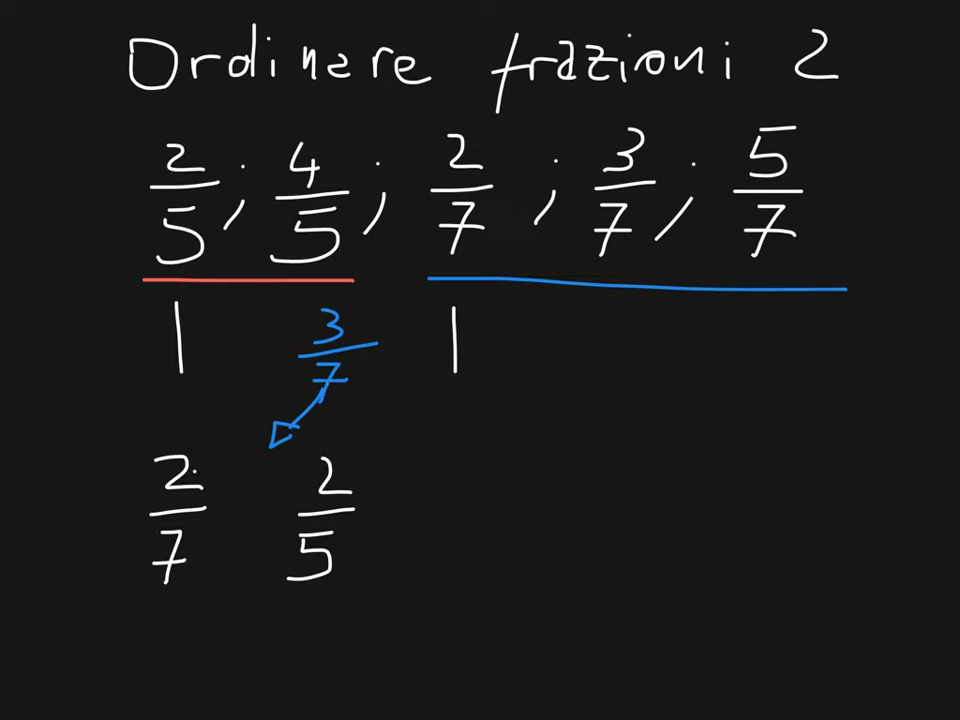 Ordinare frazioni 2
2/5 ; 4/5 ; 2/7 ; 3/7 ; 5/7
1 3/7 1
2/7 2/5